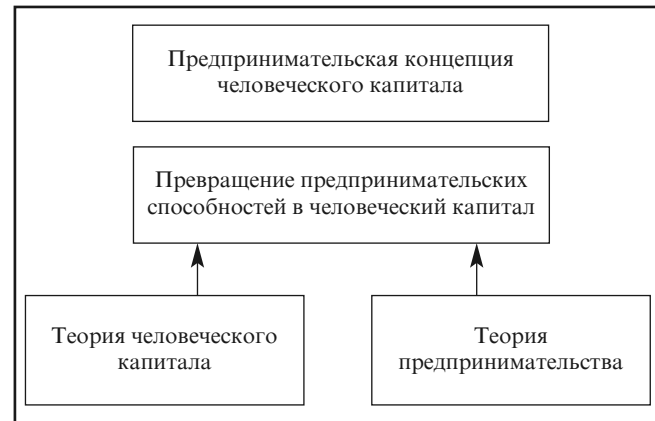 Предпринимательская концепция
человеческого капитала
Превращение предпринимательских
способностей в человеческий капитал
Теория человеческого
капитала
Теория
предпринимательства